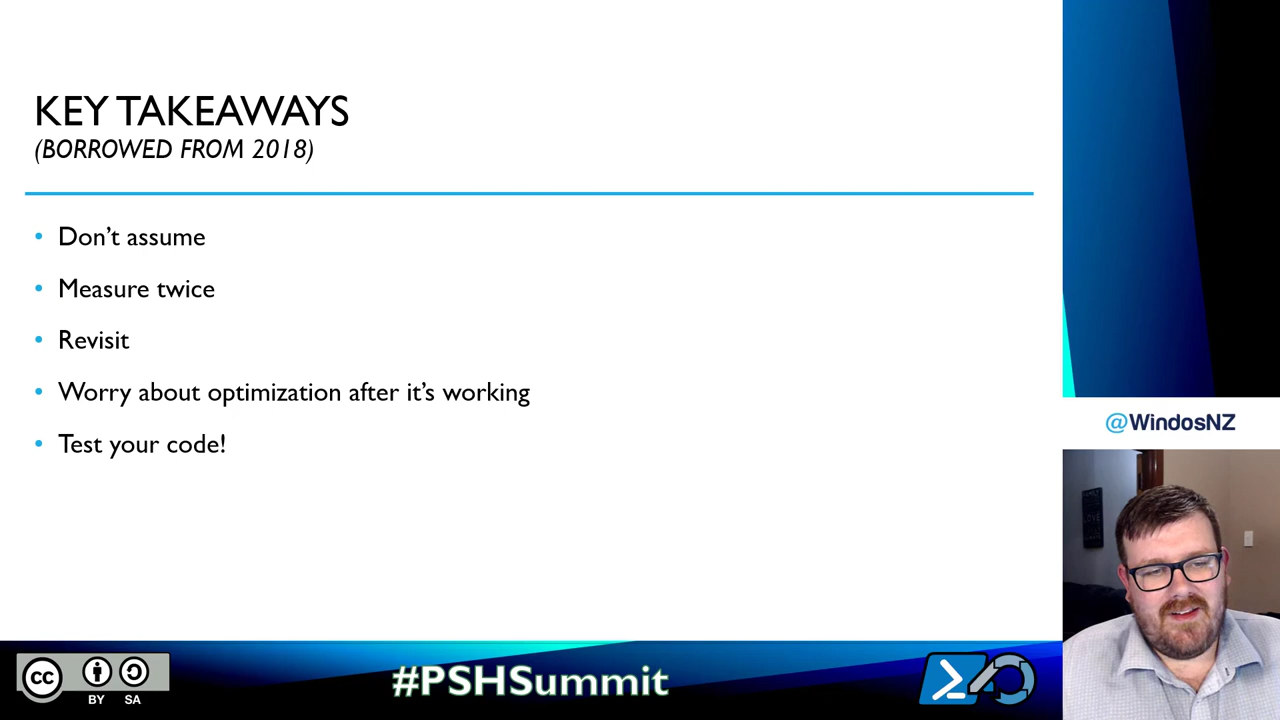 KEY TAKEAWAYS
(BORROWED FROM 2018)
• Don’t assume
• Measure twice
• Revisit
• Worry about optimization after it’s working
• Test your code!
@WindosNZ
cc
BY SA
#PSHSummit